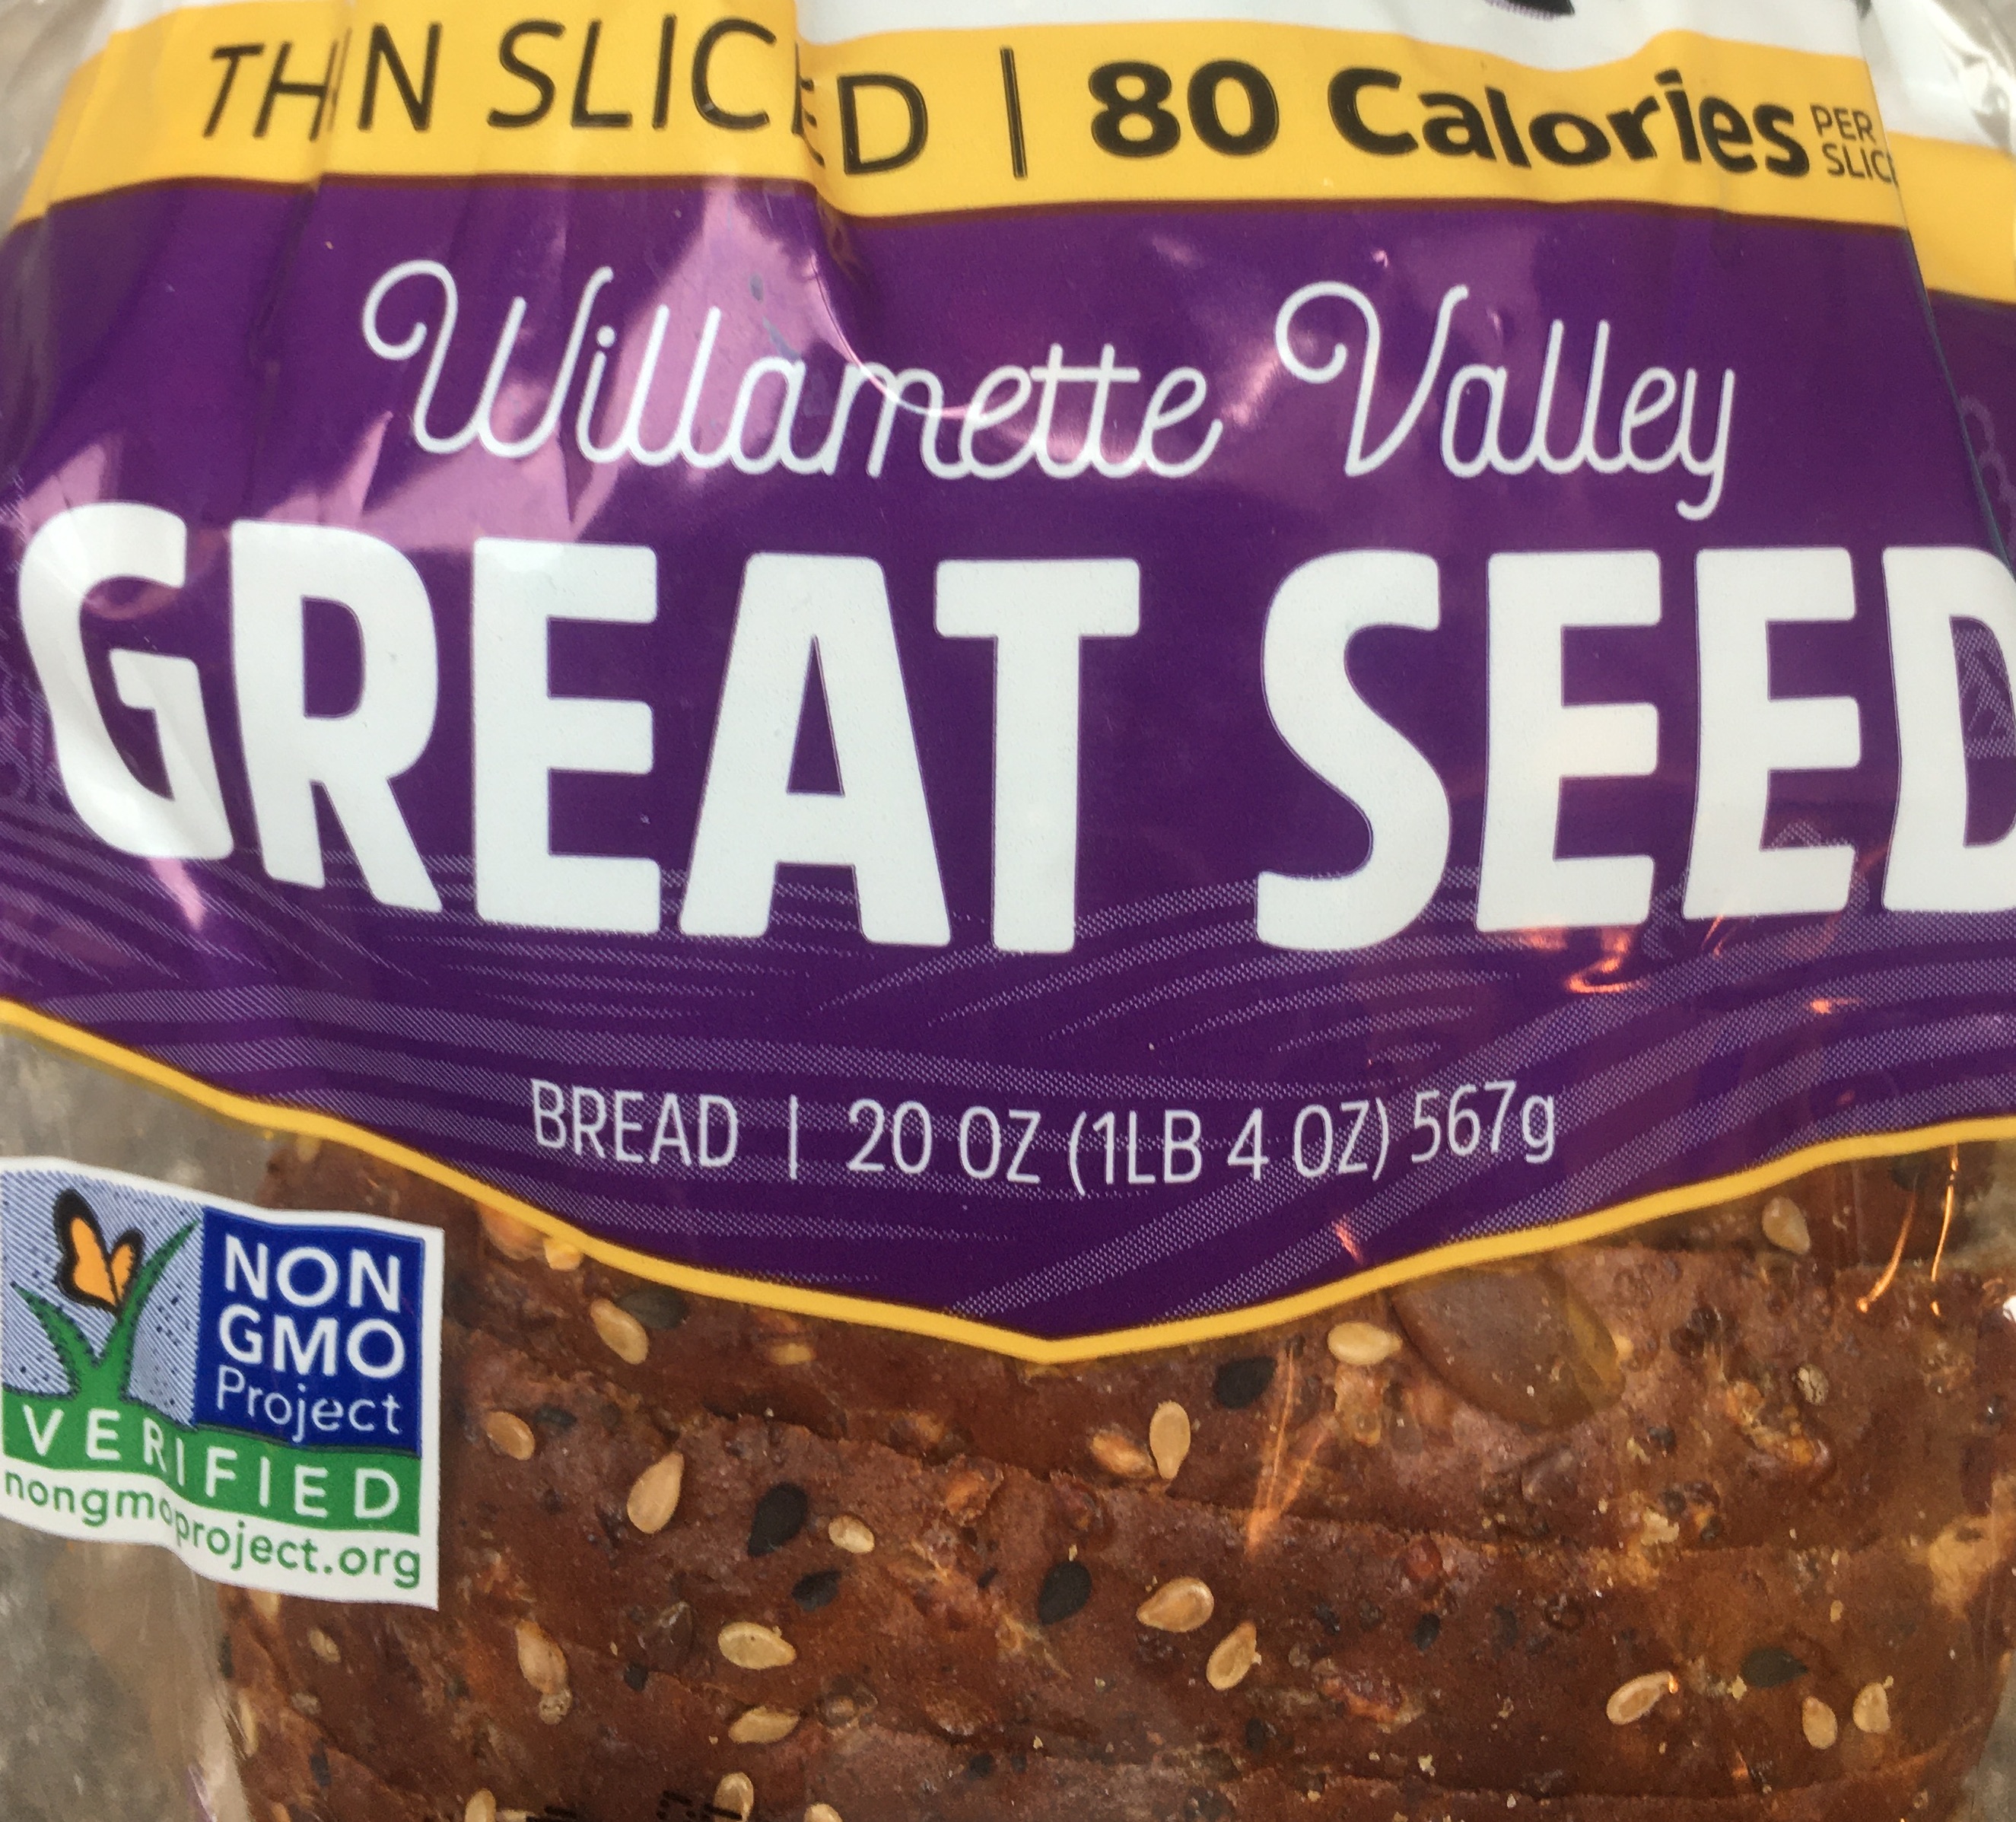 THIN SLICED | 80 Calories PER SLICE
Willamette Valley
GREAT SEED
BREAD | 20 OZ (1LB 4 OZ) 567g
NON
GMO
Project
VERIFIED
nongmoproject.org